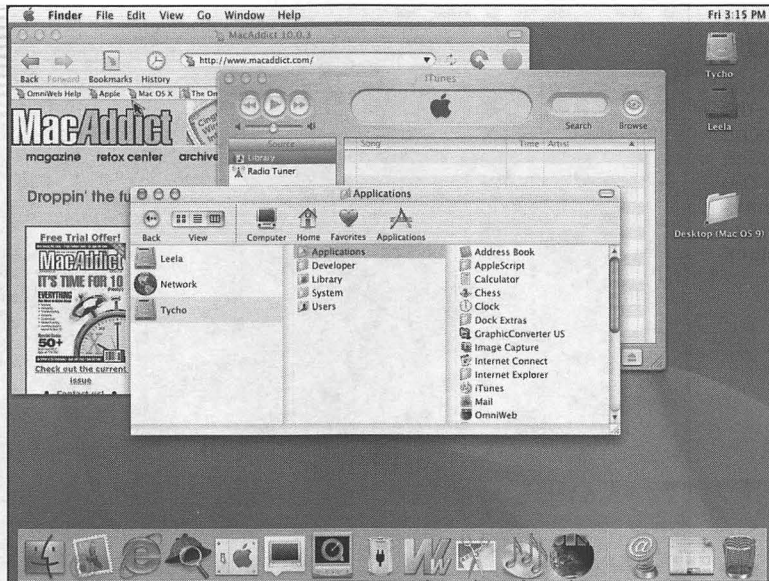 Finder File Edit View Go Window Help Fri 3:15 PM
MacAddict 10.0.3
http://www.macaddict.com/
Back Forward Bookmarks History
OmniWeb Help Apple Mac OS X The Om
MacAddict
magazine retox center archive
Droppin' the fu
Free Trial Offer!
MacAddict
IT'S TIME FOR 10
EVERYTHING
50+
Check out the current
issue
Contact us!
iTunes
Search Browse
Source Song Time Artist
Library
Radio Tuner
Applications
Back View Computer Home Favorites Applications
Leela
Network
Tycho
Applications
Developer
Library
System
Users
Address Book
AppleScript
Calculator
Chess
Clock
Dock Extras
GraphicConverter US
Image Capture
Internet Connect
Internet Explorer
iTunes
Mail
OmniWeb
Tycho
Leela
Desktop (Mac OS 9)